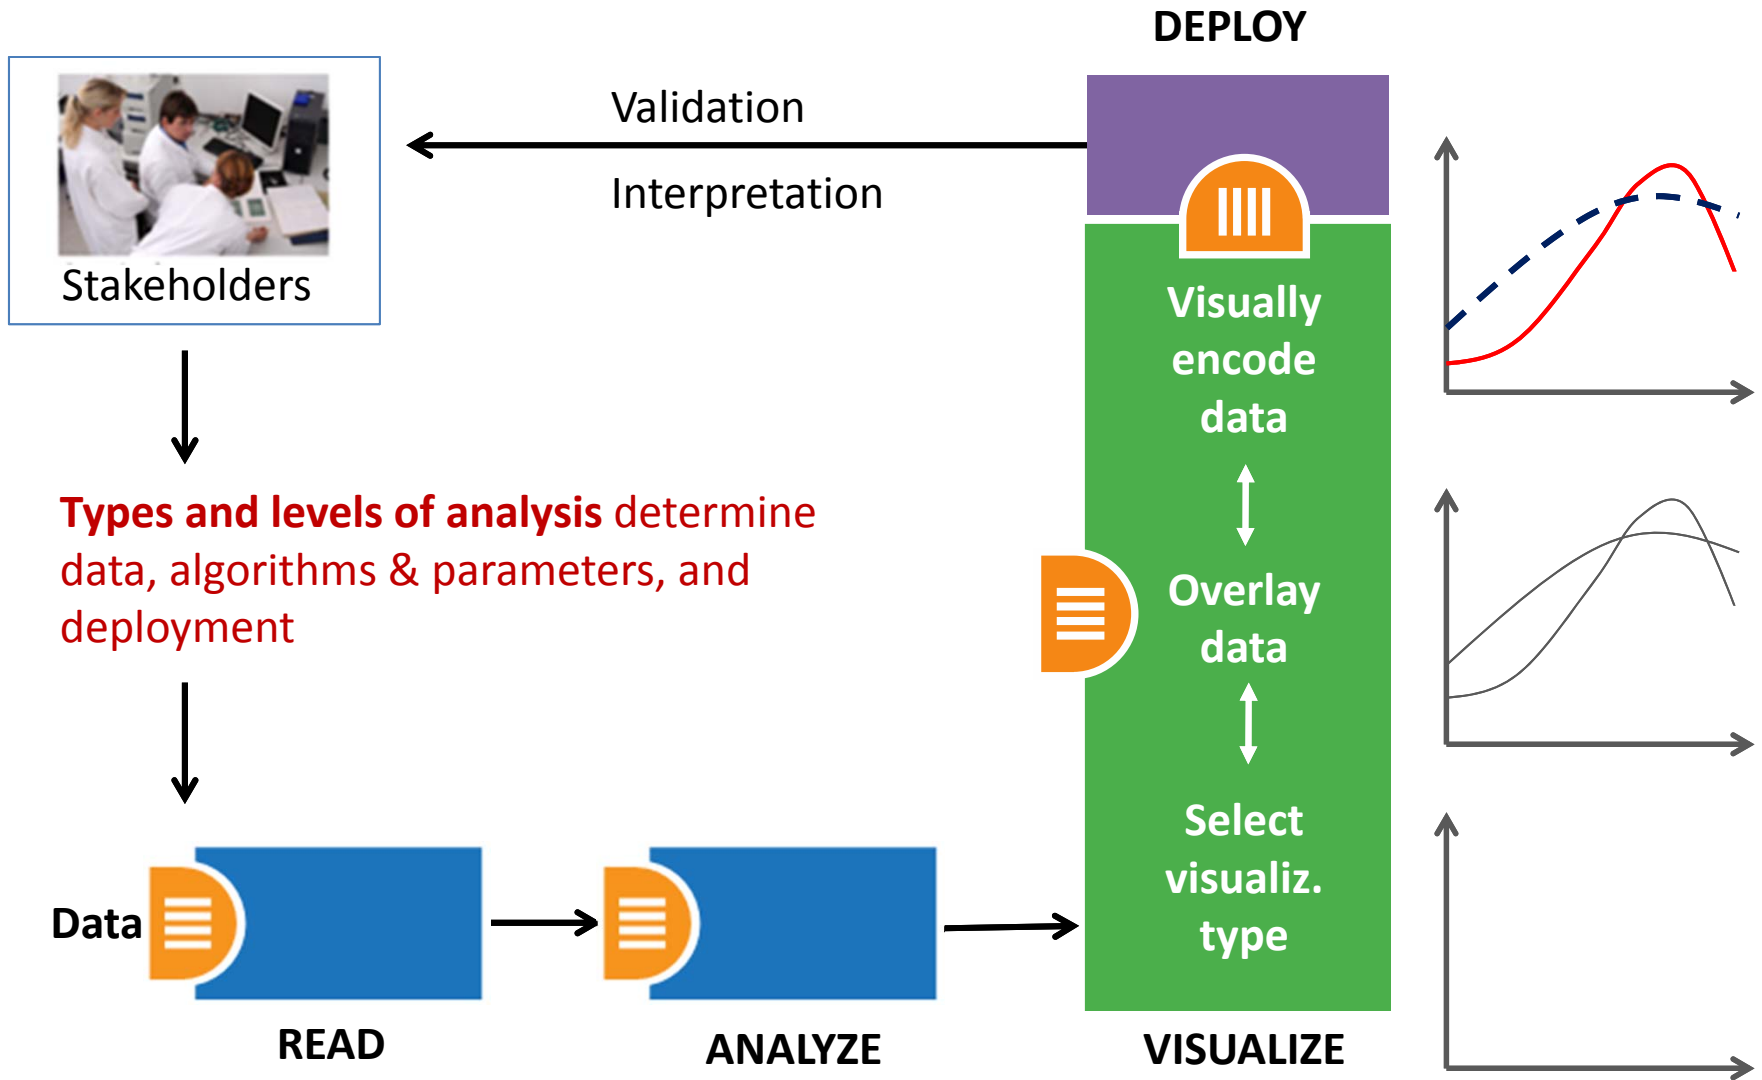 DEPLOY
Validation
Interpretation
Stakeholders
Visually
encode
data
Types and levels of analysis determine
data, algorithms & parameters, and
deployment
Overlay
data
Select
visualiz.
type
Data
READ
ANALYZE
VISUALIZE